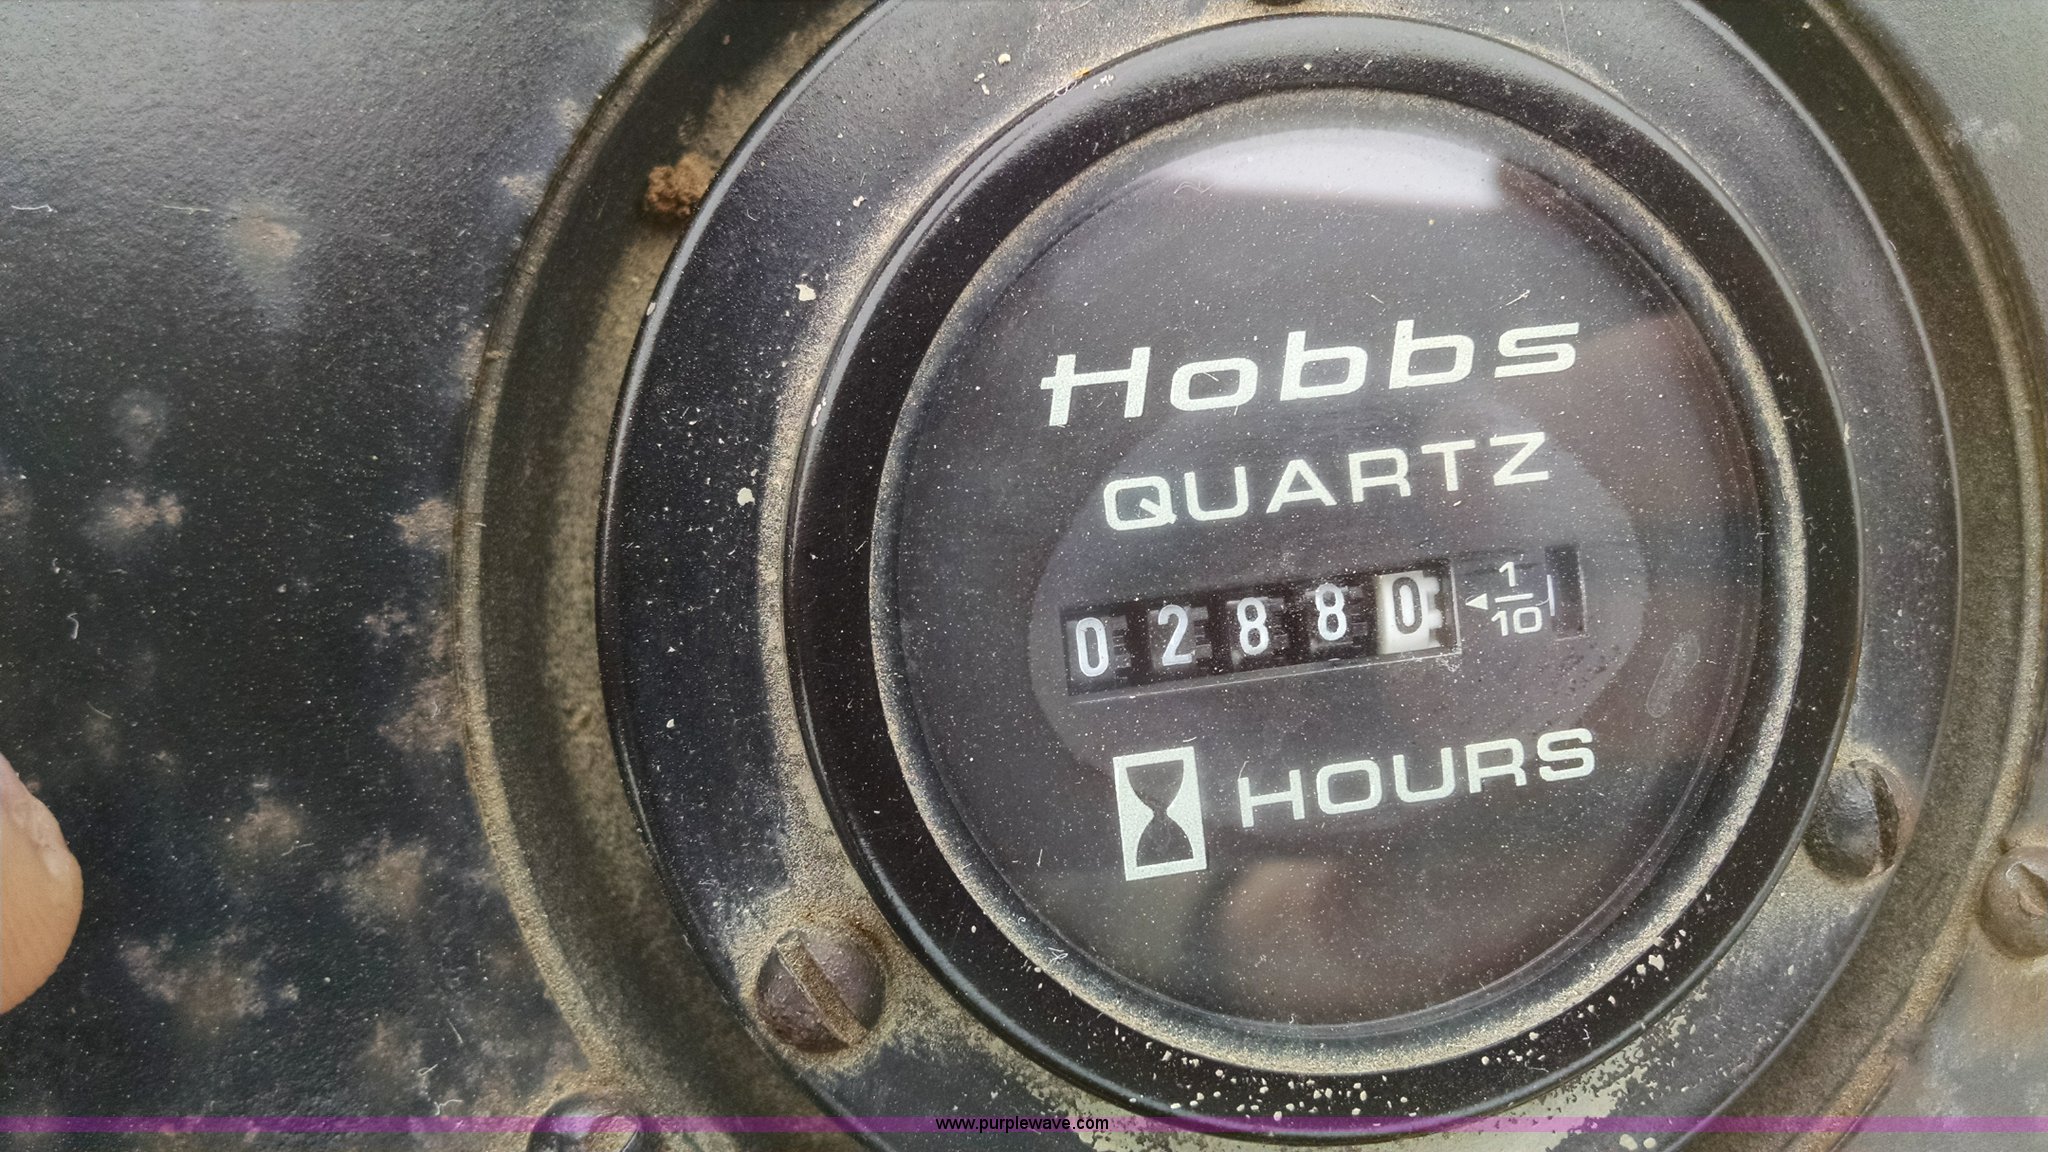 Hobbs
QUARTZ
02880 ◄ 1/10
HOURS
www.purplewave.com